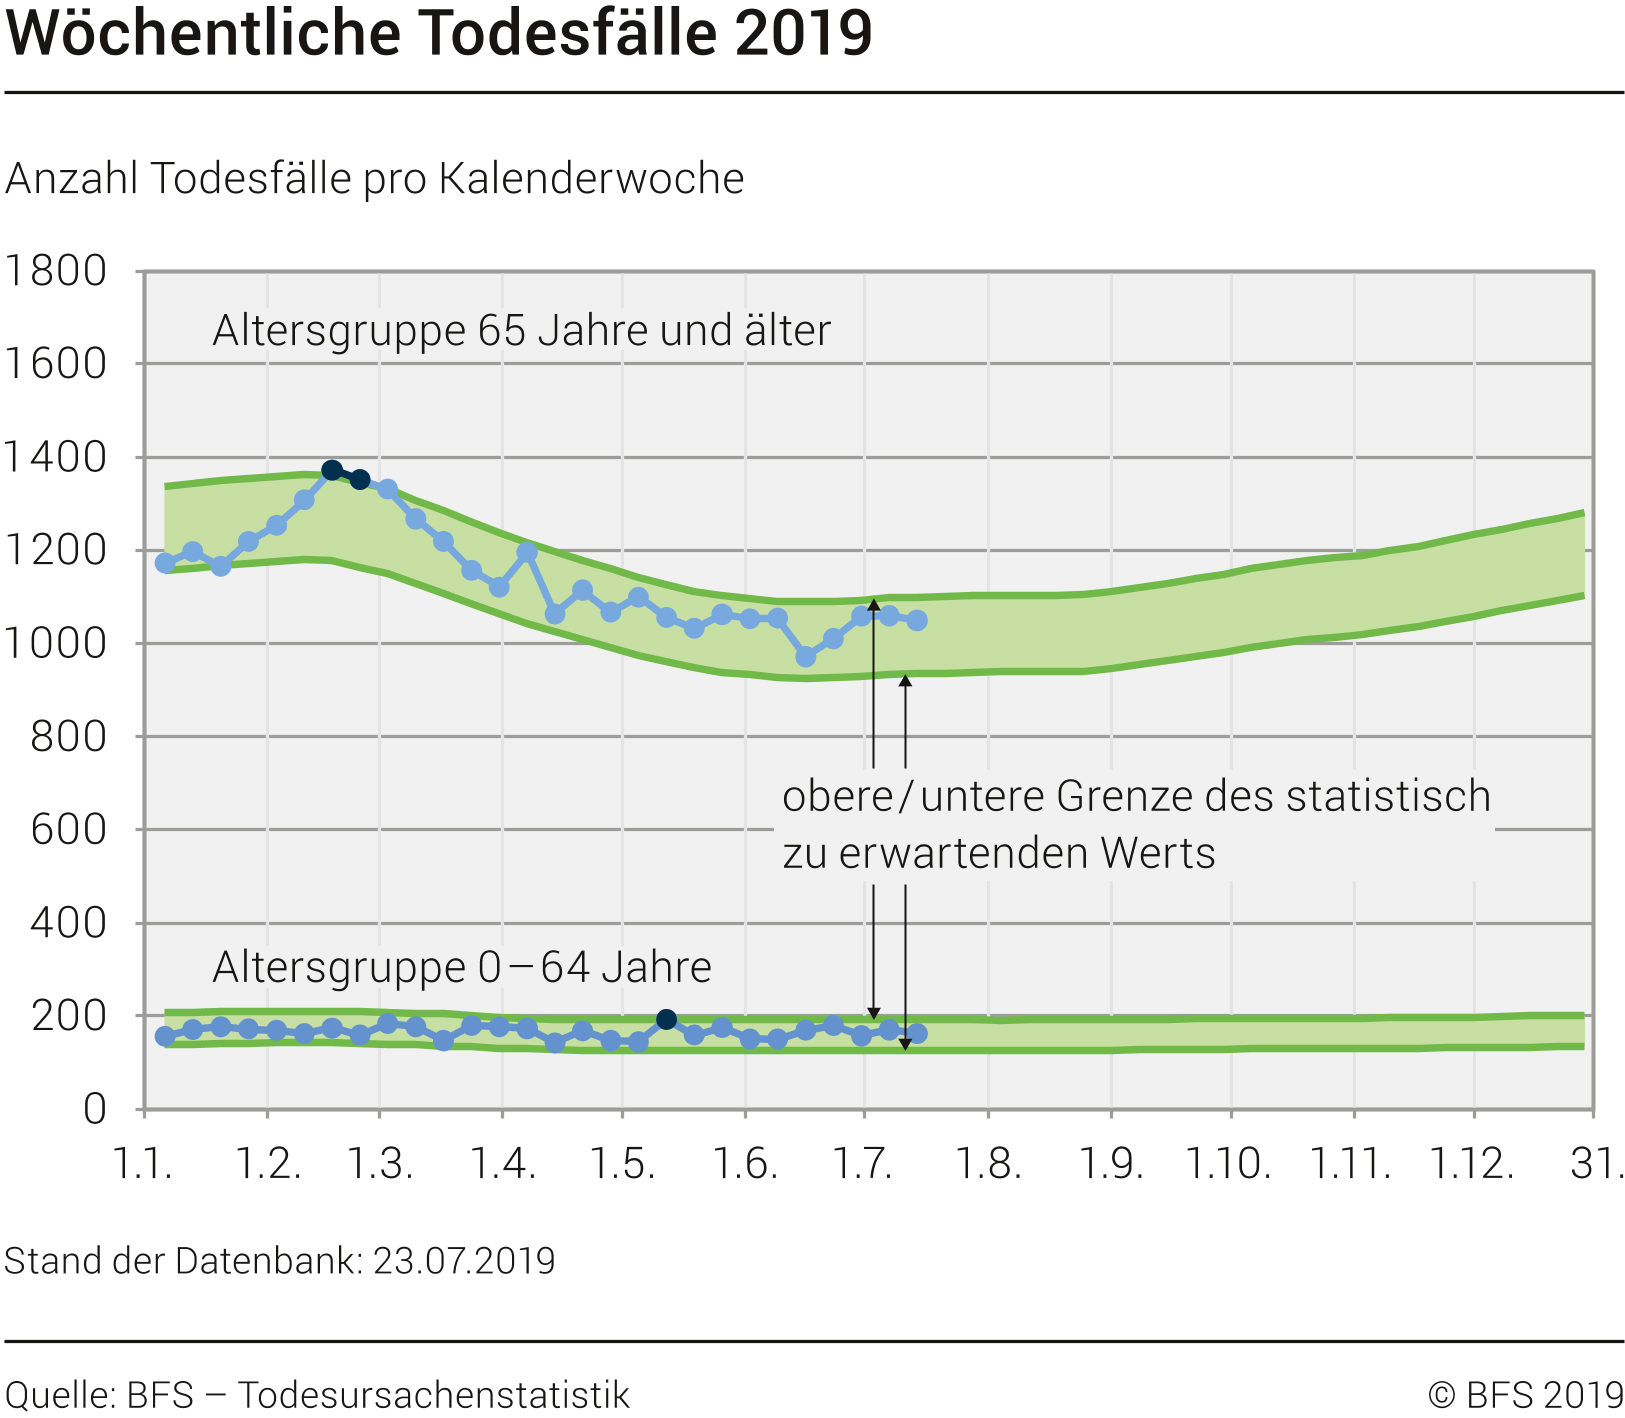 Wöchentliche Todesfälle 2019
Anzahl Todesfälle pro Kalenderwoche
1800
Altersgruppe 65 Jahre und älter
1600
1400
1200
1000
800
obere/untere Grenze des statistisch
600
zu erwartenden Werts
400
Altersgruppe 0–64 Jahre
200
0
1.1. 1.2. 1.3. 1.4. 1.5. 1.6. 1.7. 1.8. 1.9. 1.10. 1.11. 1.12. 31.
Stand der Datenbank: 23.07.2019
Quelle: BFS – Todesursachenstatistik © BFS 2019